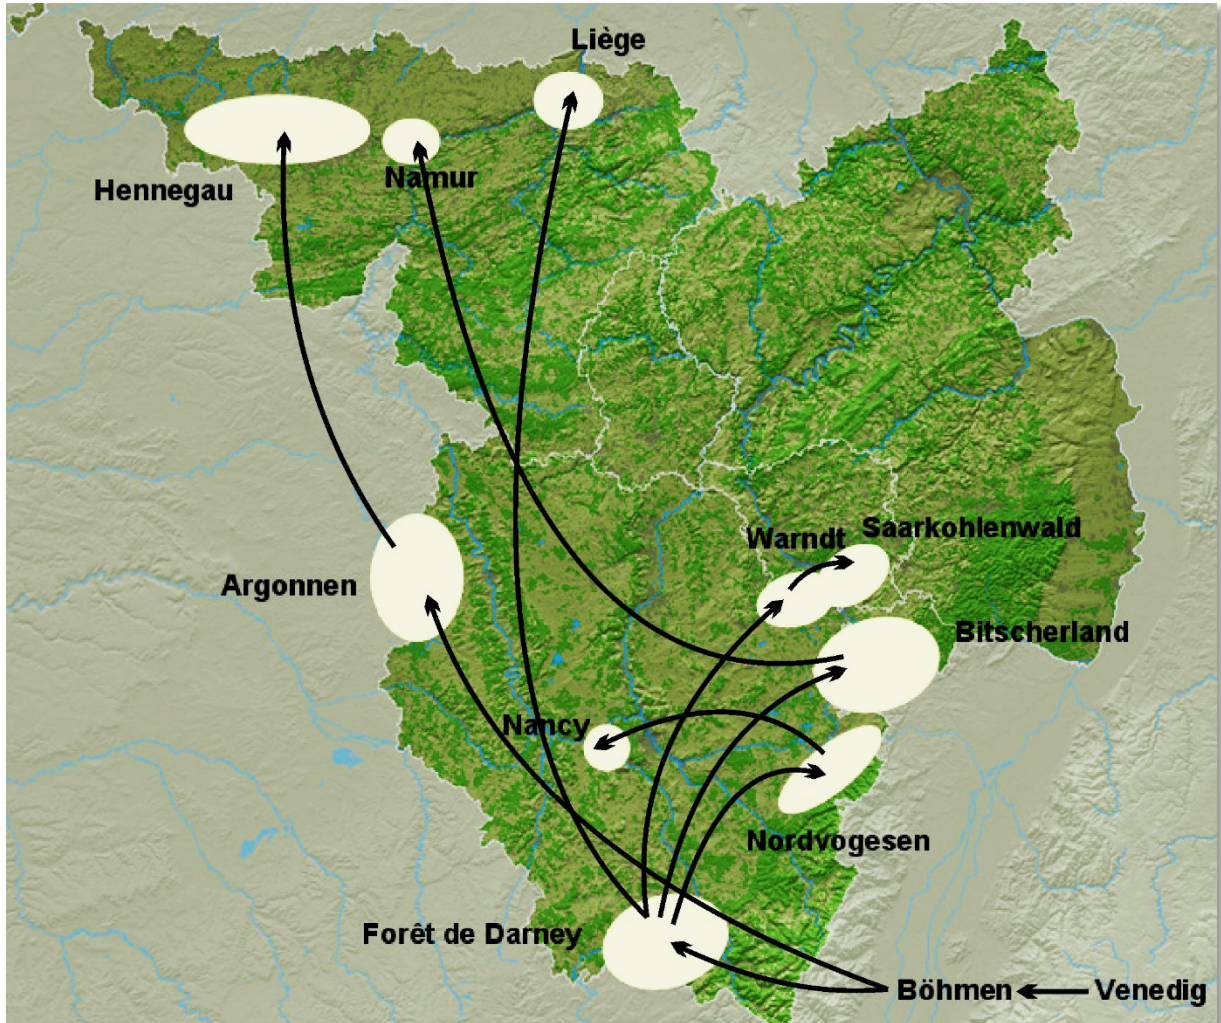 Liège
Hennegau
Namur
Warndt
Saarkohlenwald
Argonnen
Bitscherland
Nancy
Nordvogesen
Forêt de Darney
Böhmen
Venedig